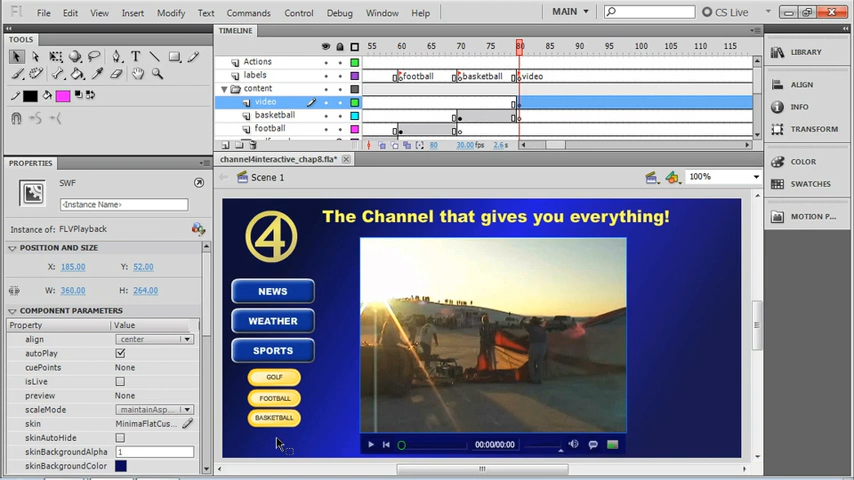 Fl File Edit View Insert Modify Text Commands Control Debug Window Help MAIN CS Live
TOOLS
TIMELINE
55 60 65 70 75 80 85 90 95 100 105 110 115
Actions
labels football basketball video
content
video
basketball
football
80 30.00 fps 2.6 s
channel4interactive_chap8.fla*
Scene 1 100%
PROPERTIES
SWF
<Instance Name>
Instance of: FLVPlayback
POSITION AND SIZE
X: 185.00 Y: 52.00
W: 360.00 H: 264.00
COMPONENT PARAMETERS
Property Value
align center
autoPlay
cuePoints None
isLive
preview None
scaleMode maintainAsp...
skin MinimaFlatCus...
skinAutoHide
skinBackgroundAlpha 1
skinBackgroundColor
4
The Channel that gives you everything!
NEWS
WEATHER
SPORTS
GOLF
FOOTBALL
BASKETBALL
00:00/00:00
LIBRARY
ALIGN
INFO
TRANSFORM
COLOR
SWATCHES
MOTION P...